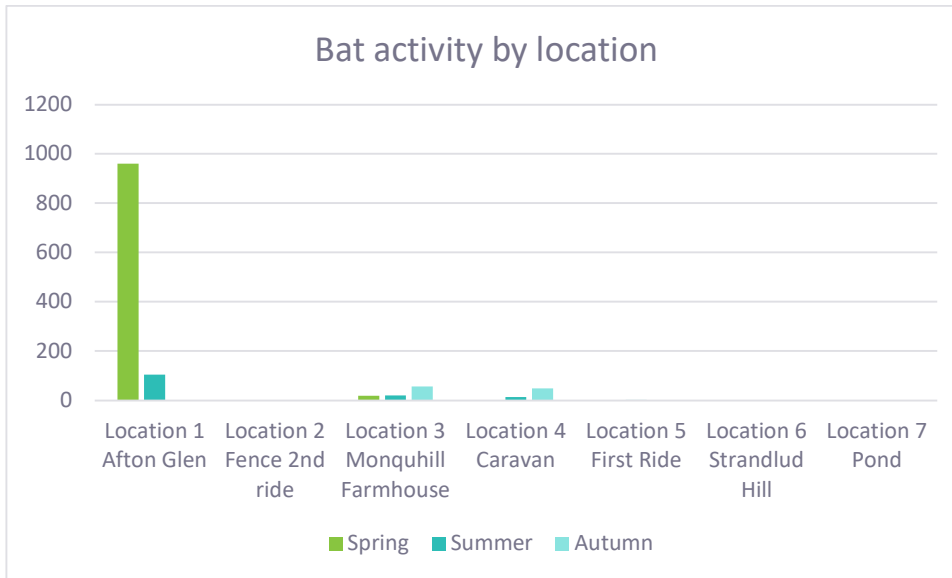 Bat activity by location
1200
1000
800
600
400
200
0
Location 1 Location 2 Location 3 Location 4 Location 5 Location 6 Location 7
Afton Glen Fence 2nd Monquhill Caravan First Ride Strandlud Pond
ride Farmhouse Hill
Spring Summer Autumn